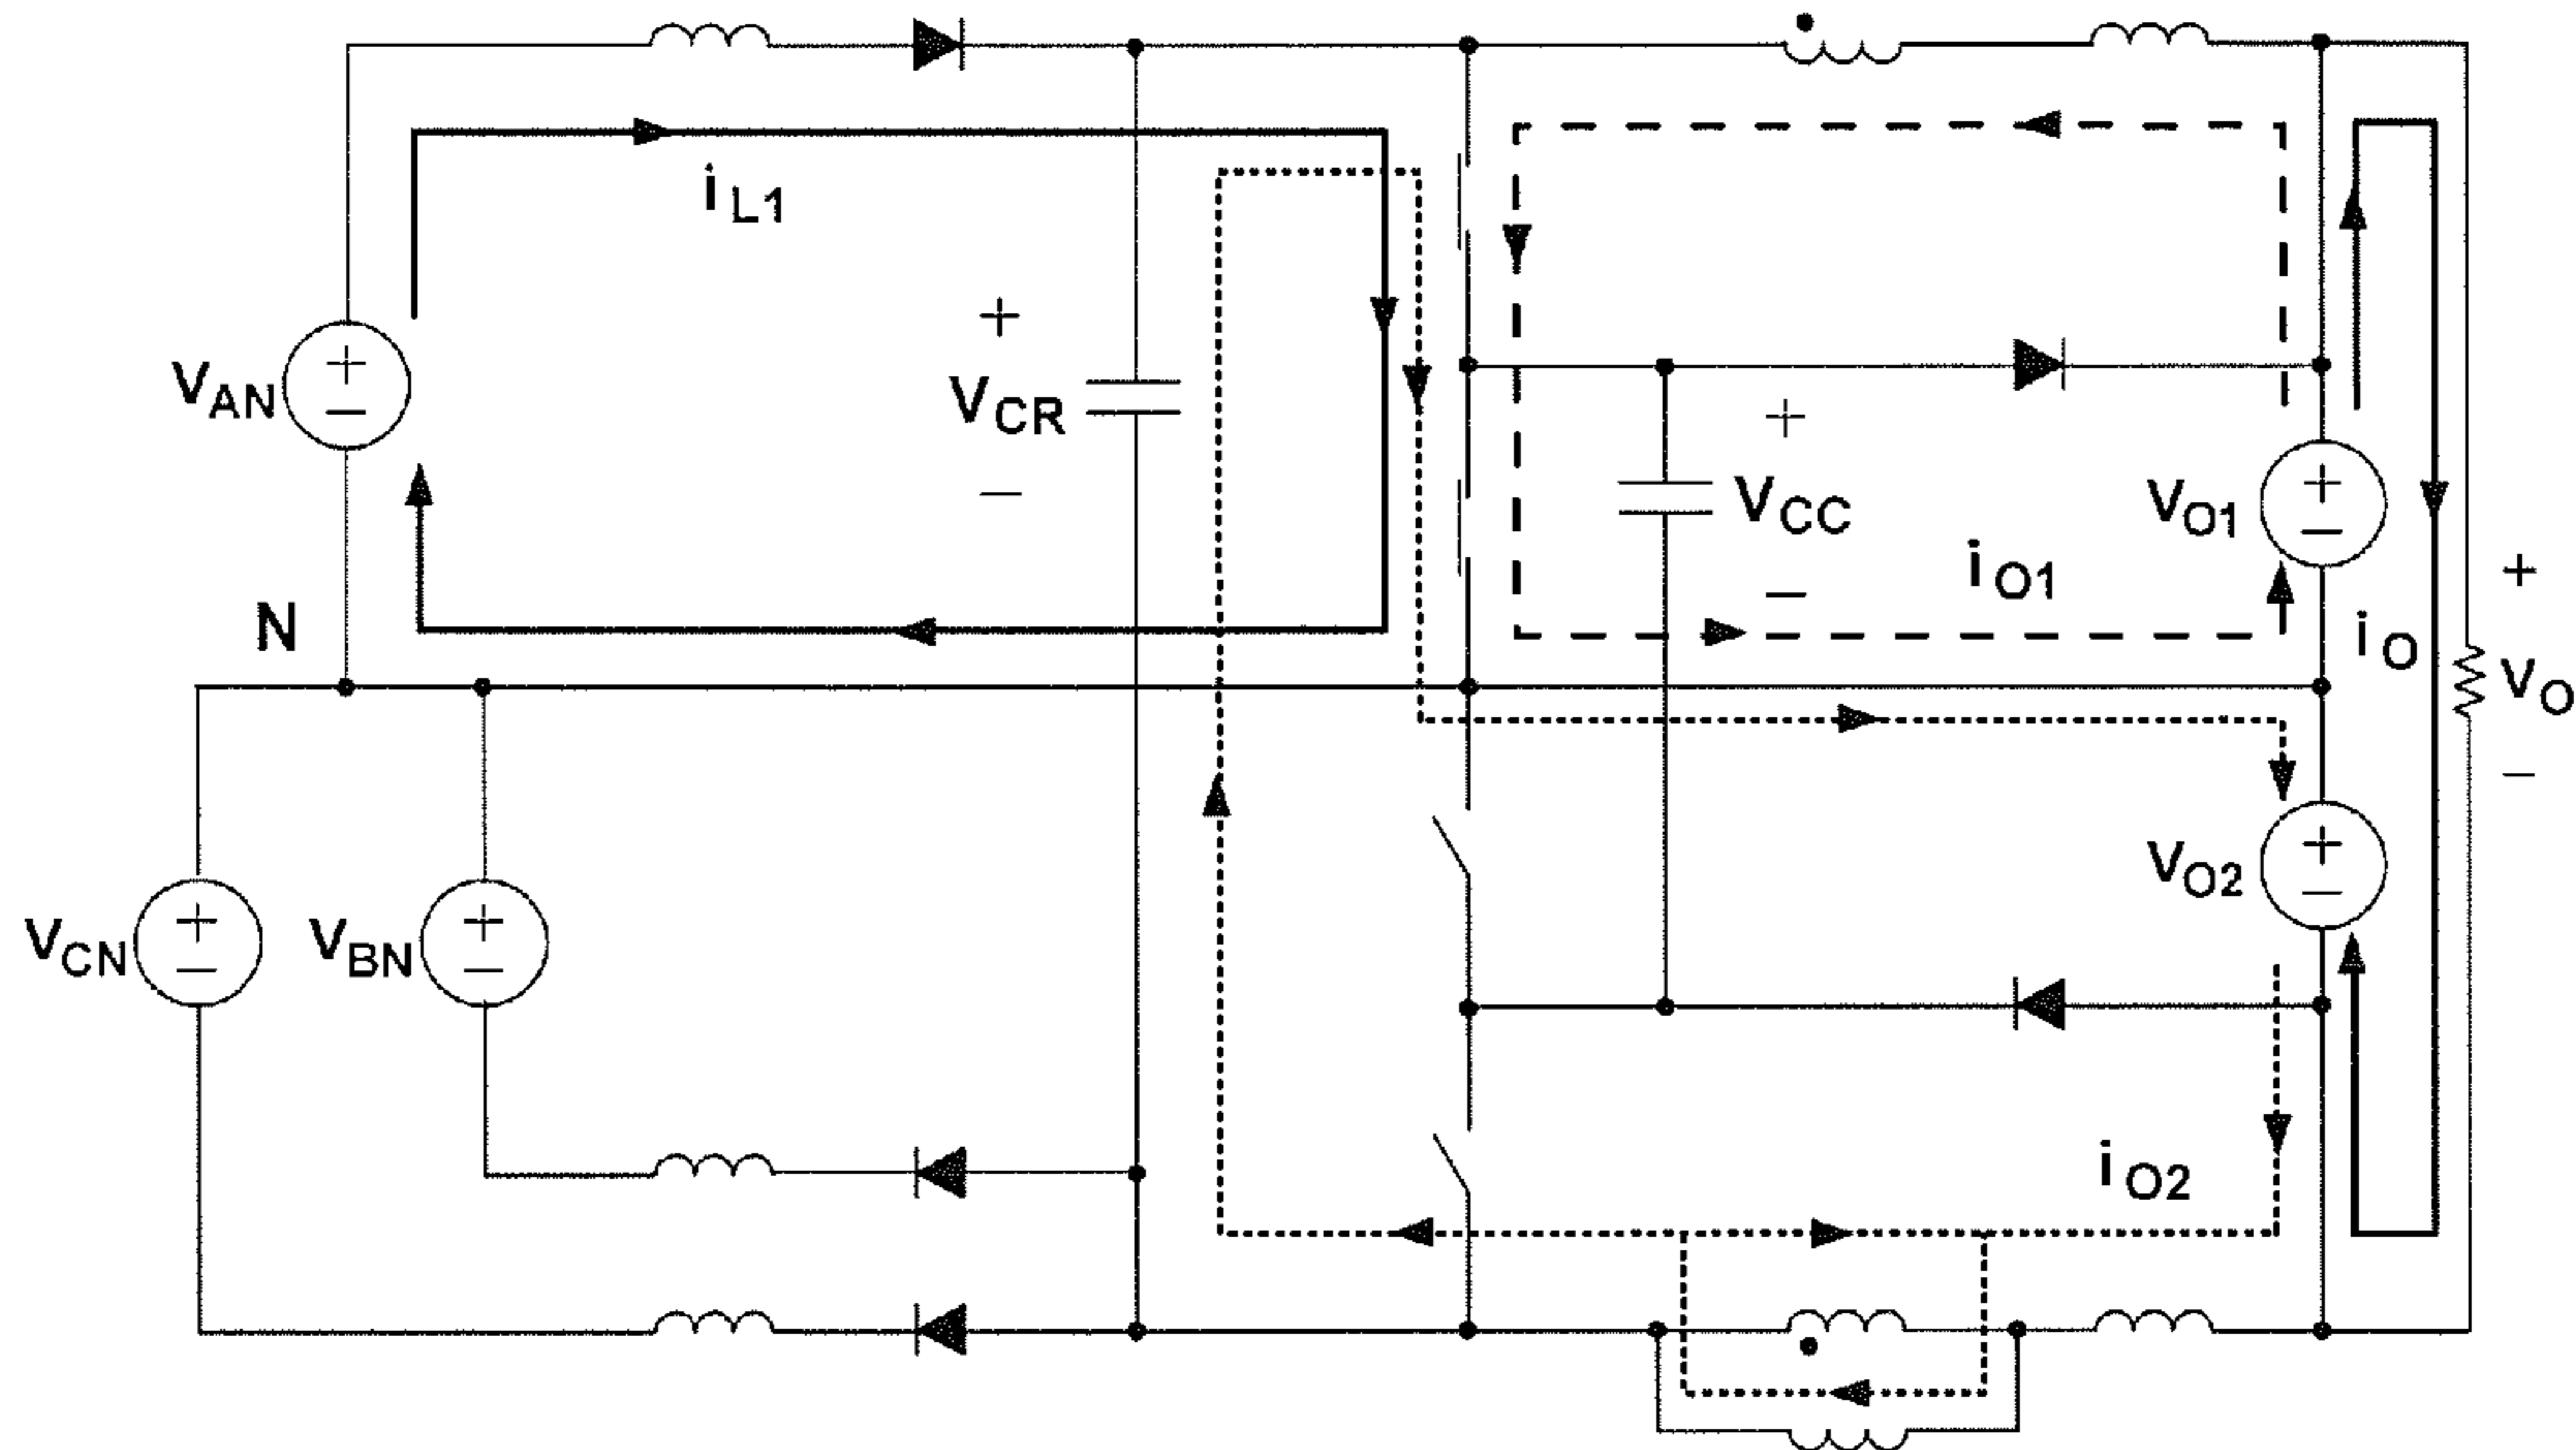 i L1
+
V AN
+
−
V CR
+
−
+
V CC
−
V O1
+
−
i O1
+
N
i O
V O
−
V CN
+
−
V BN
+
−
V O2
+
−
i O2